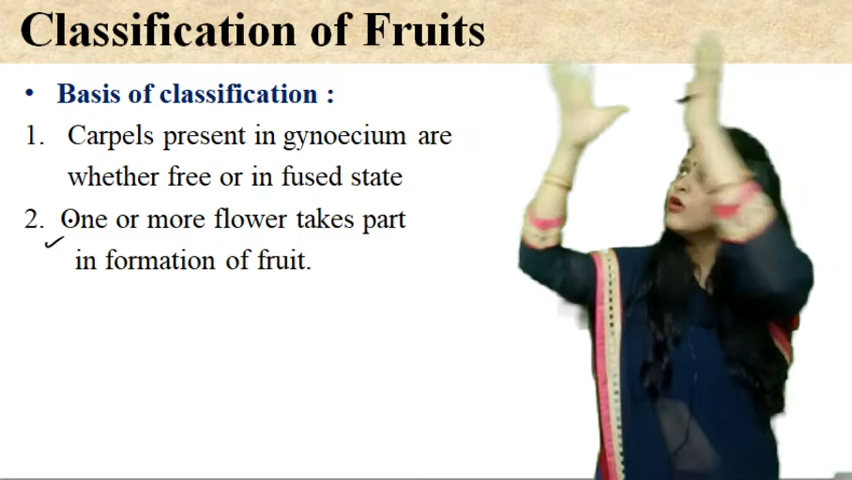 Classification of Fruits
• Basis of classification :
1. Carpels present in gynoecium are
whether free or in fused state
2. One or more flower takes part
in formation of fruit.